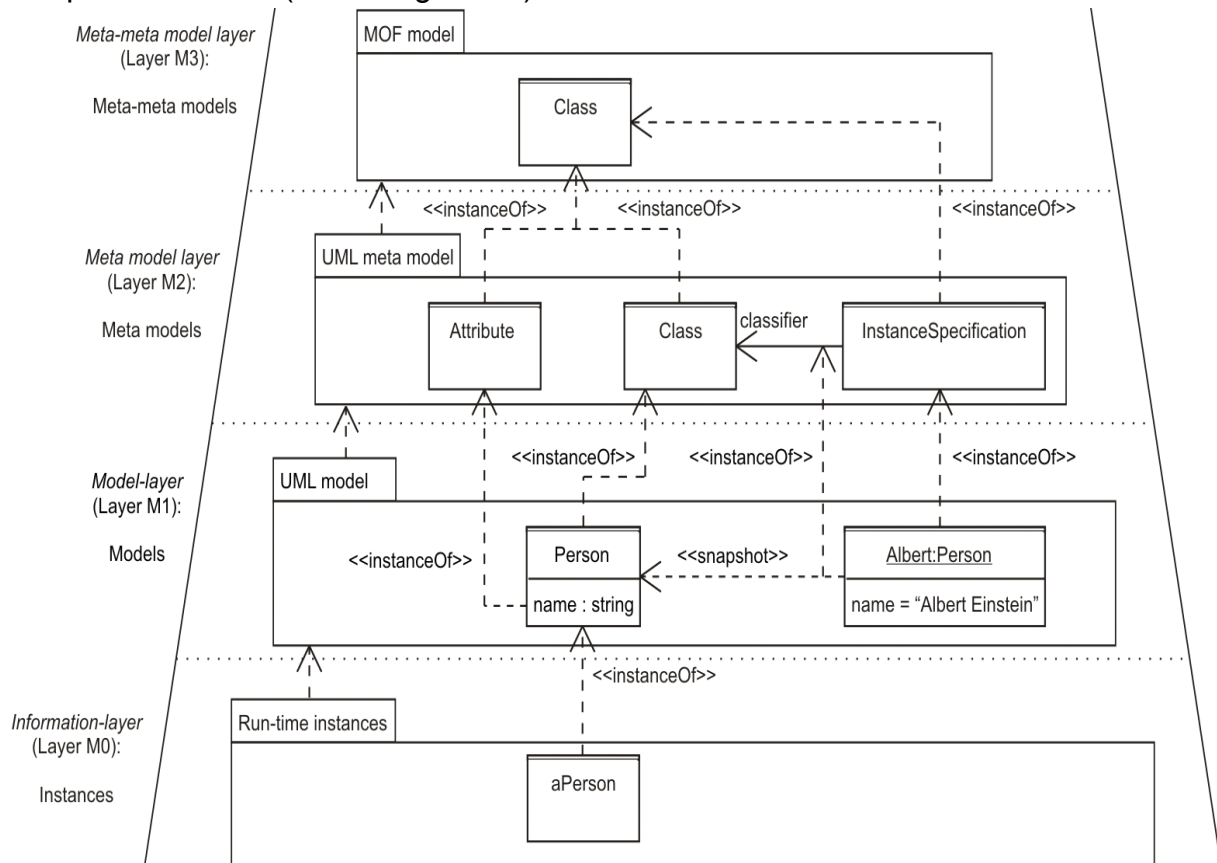 Meta-meta model layer
(Layer M3):
Meta-meta models
MOF model
Class
<<instanceOf>>
<<instanceOf>>
<<instanceOf>>
Meta model layer
(Layer M2):
Meta models
UML meta model
Attribute
Class
classifier
InstanceSpecification
<<instanceOf>>
<<instanceOf>>
<<instanceOf>>
Model-layer
(Layer M1):
Models
UML model
<<instanceOf>>
Person
name : string
<<snapshot>>
Albert:Person
name = “Albert Einstein”
<<instanceOf>>
Information-layer
(Layer M0):
Instances
Run-time instances
aPerson